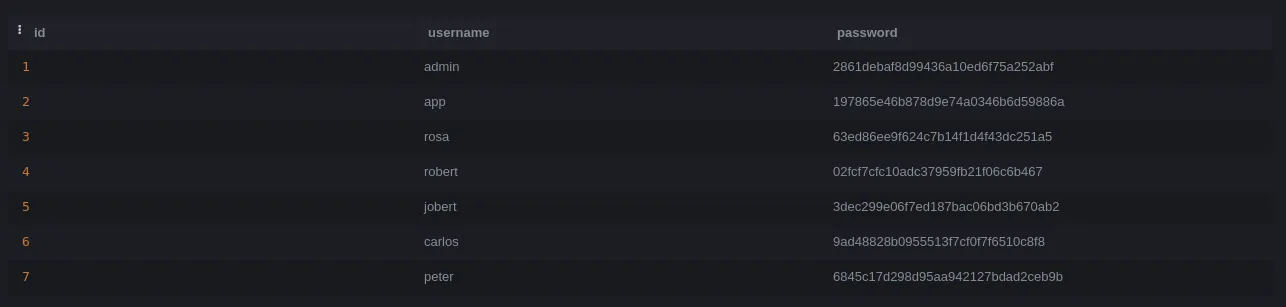 id username password
1 admin 2861debaf8d99436a10ed6f75a252abf
2 app 197865e46b878d9e74a0346b6d59886a
3 rosa 63ed86ee9f624c7b14f1d4f43dc251a5
4 robert 02fcf7cfc10adc37959fb21f06c6b467
5 jobert 3dec299e06f7ed187bac06bd3b670ab2
6 carlos 9ad48828b0955513f7cf0f7f6510c8f8
7 peter 6845c17d298d95aa942127bdad2ceb9b